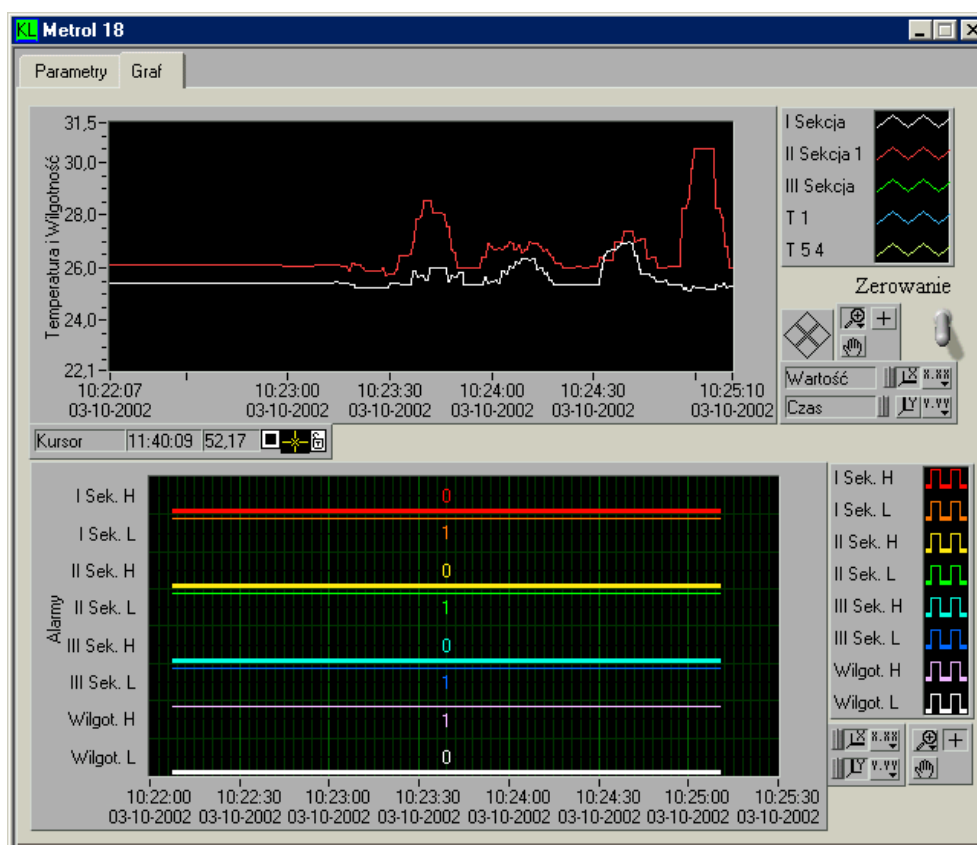 KL Metrol 18
Parametry Graf
Temperatura i Wilgotność
31,5
30,0
28,0
26,0
24,0
22,1
10:22:07 10:23:00 10:23:30 10:24:00 10:24:30 10:25:10
03-10-2002 03-10-2002 03-10-2002 03-10-2002 03-10-2002 03-10-2002
I Sekcja
II Sekcja 1
III Sekcja
T 1
T 5 4
Zerowanie
Wartość X X.XX
Czas Y Y.YY
Kursor 11:40:09 52,17
Alarmy
I Sek. H 0
I Sek. L 1
II Sek. H 0
II Sek. L 1
III Sek. H 0
III Sek. L 1
Wilgot. H 1
Wilgot. L 0
10:22:00 10:22:30 10:23:00 10:23:30 10:24:00 10:24:30 10:25:00 10:25:30
03-10-2002 03-10-2002 03-10-2002 03-10-2002 03-10-2002 03-10-2002 03-10-2002 03-10-2002
I Sek. H
I Sek. L
II Sek. H
II Sek. L
III Sek. H
III Sek. L
Wilgot. H
Wilgot. L
X X.XX
Y Y.YY